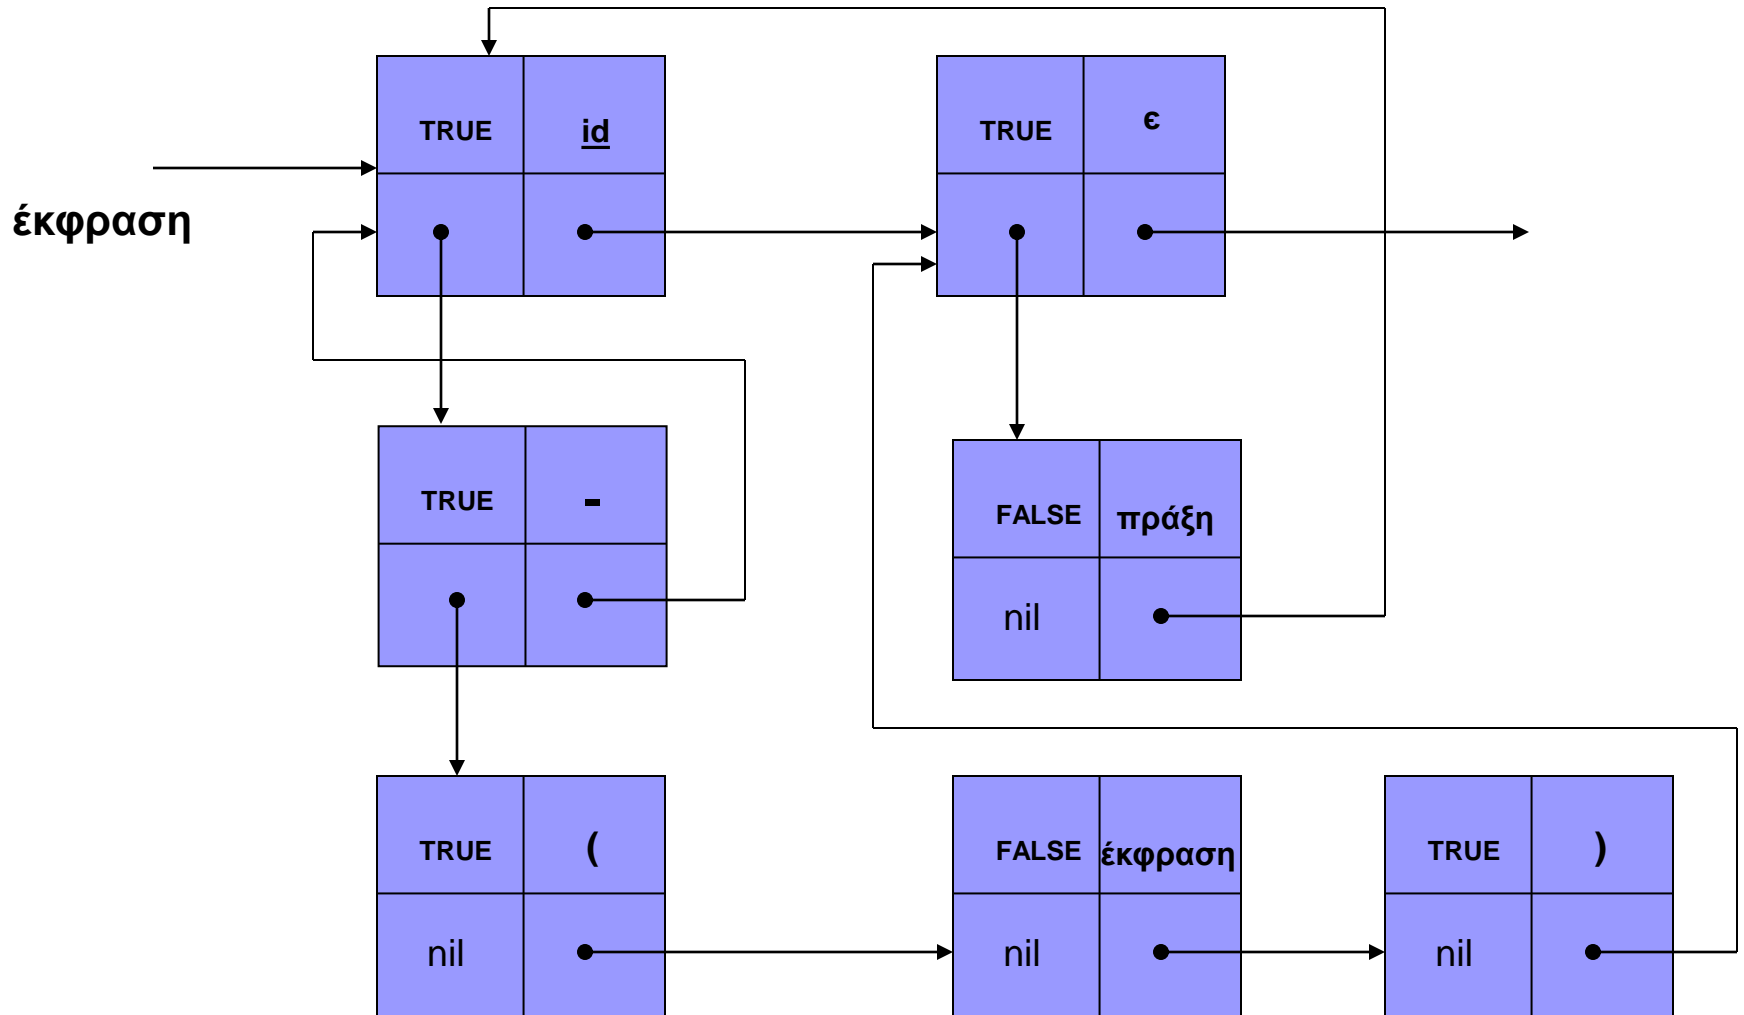 TRUE id
TRUE ϵ
έκφραση
TRUE -
FALSE πράξη
nil
TRUE (
FALSE έκφραση
TRUE )
nil
nil
nil